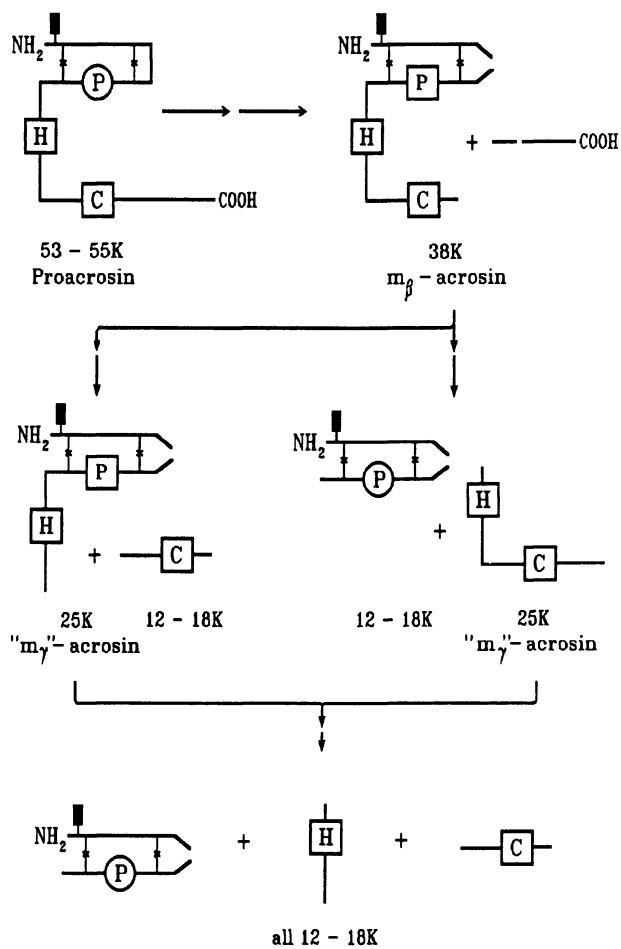 NH2
P
H
C
COOH
53 - 55K
Proacrosin
NH2
P
H
C
+ COOH
38K
mβ - acrosin
NH2
P
H
+ C
25K 12 - 18K
"mγ"- acrosin
NH2
P
+
H
C
12 - 18K 25K
"mγ"- acrosin
NH2
P
+ H + C
all 12 - 18K